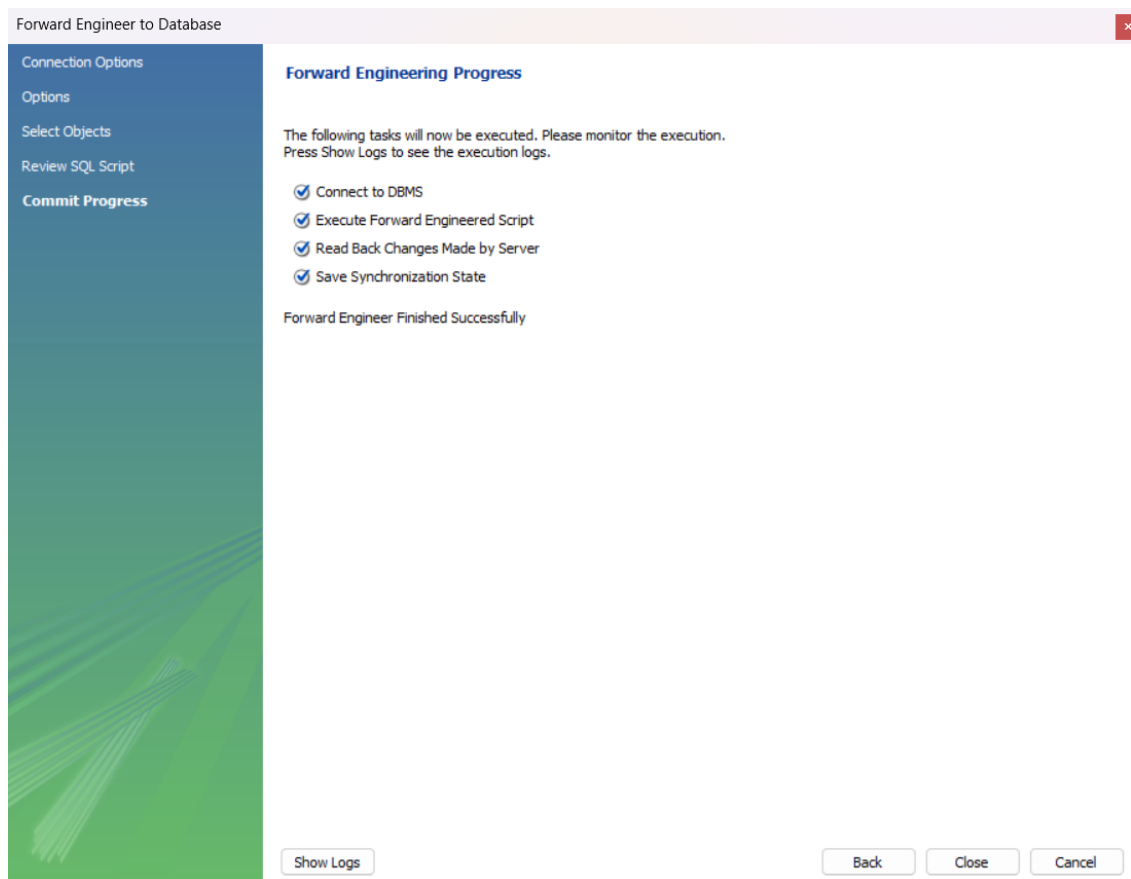 Forward Engineer to Database
Connection Options
Options
Select Objects
Review SQL Script
Commit Progress
Forward Engineering Progress
The following tasks will now be executed. Please monitor the execution.
Press Show Logs to see the execution logs.
Connect to DBMS
Execute Forward Engineered Script
Read Back Changes Made by Server
Save Synchronization State
Forward Engineer Finished Successfully
Show Logs
Back
Close
Cancel